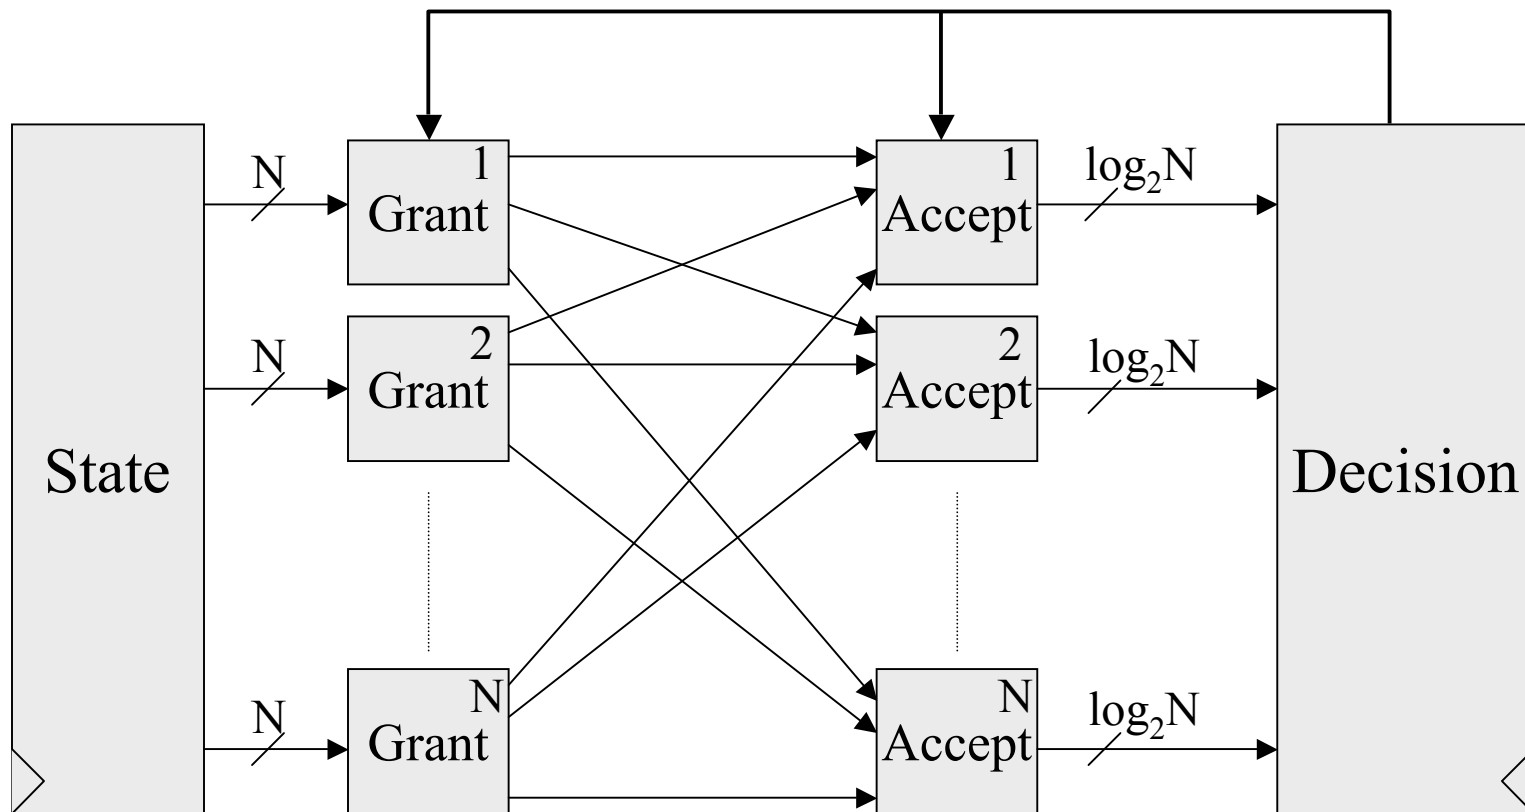 N
1
Grant
1
Accept
log₂N
N
2
Grant
2
Accept
log₂N
State
Decision
N
N
Grant
N
Accept
log₂N